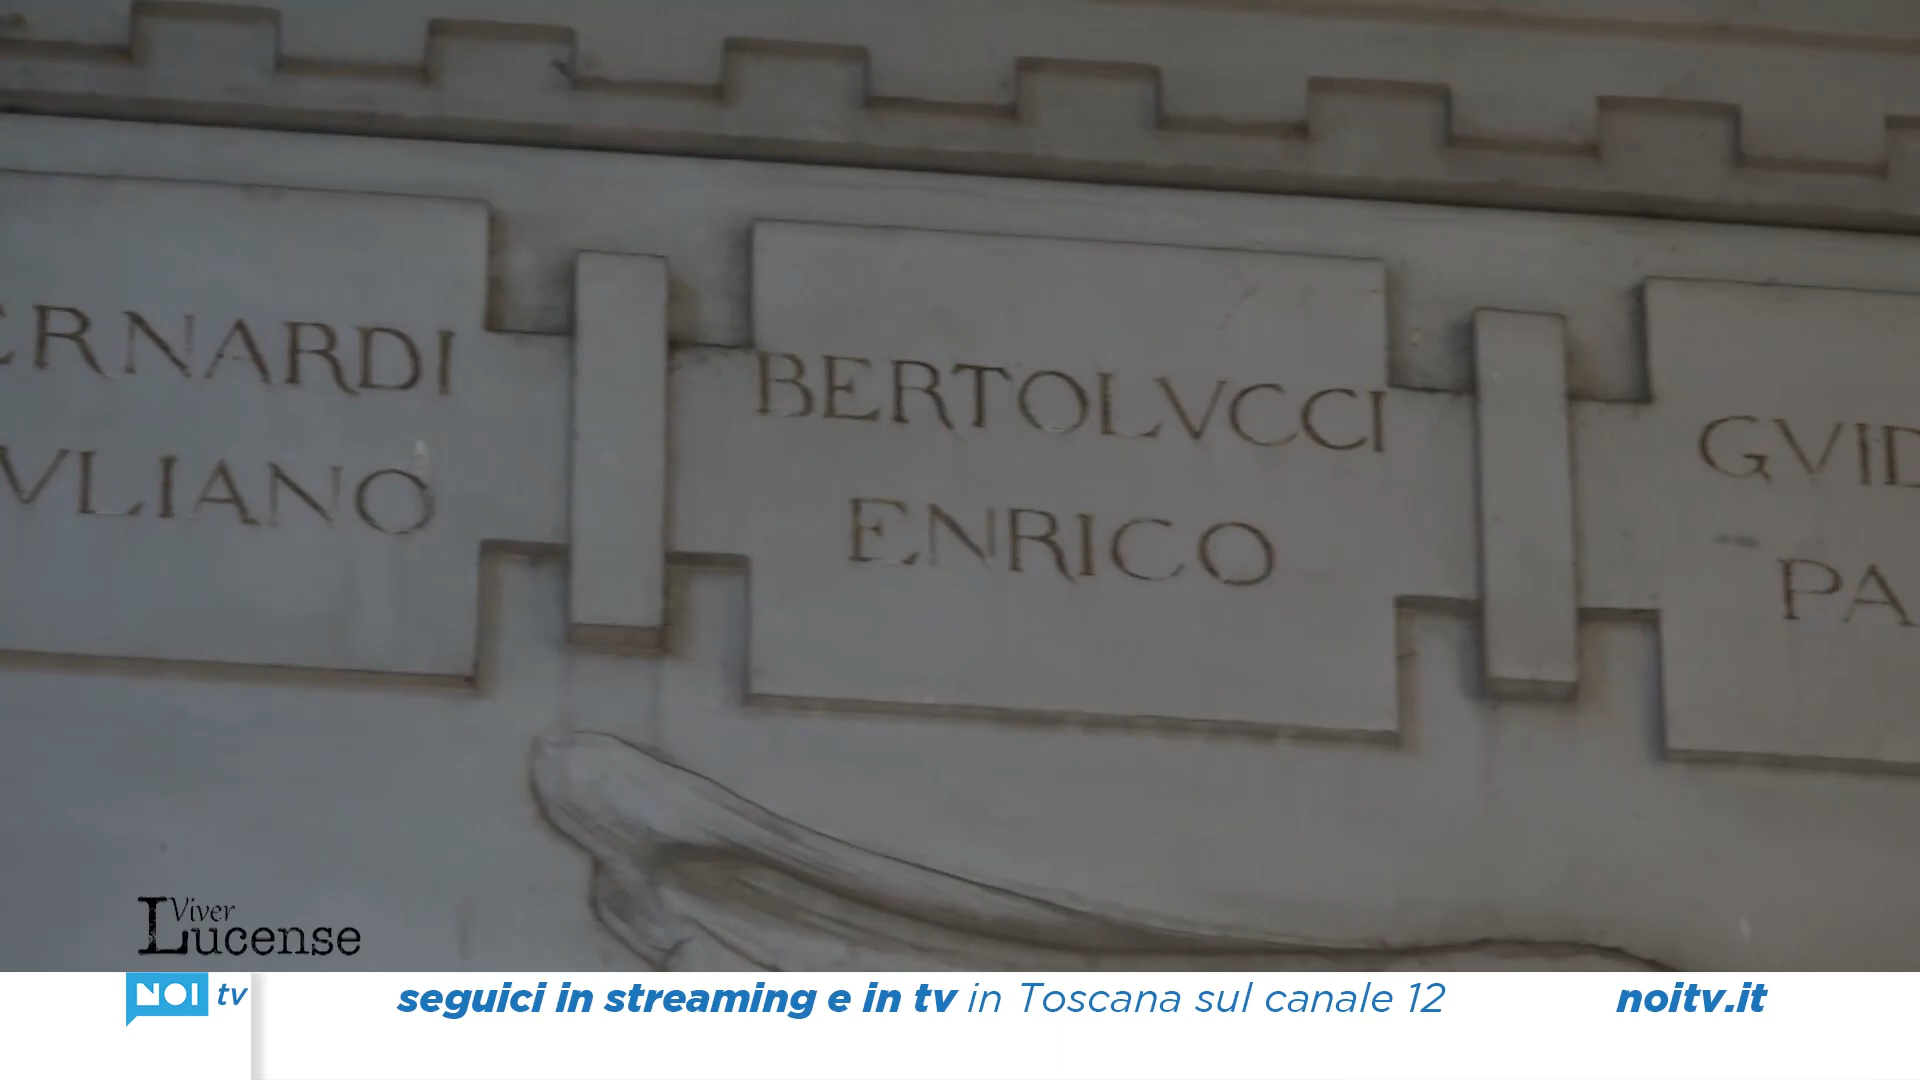 ERNARDI
VLIANO
BERTOLVCCI
ENRICO
GVID
PA
Viver
Lucense
NOI tv
seguici in streaming e in tv in Toscana sul canale 12
noitv.it